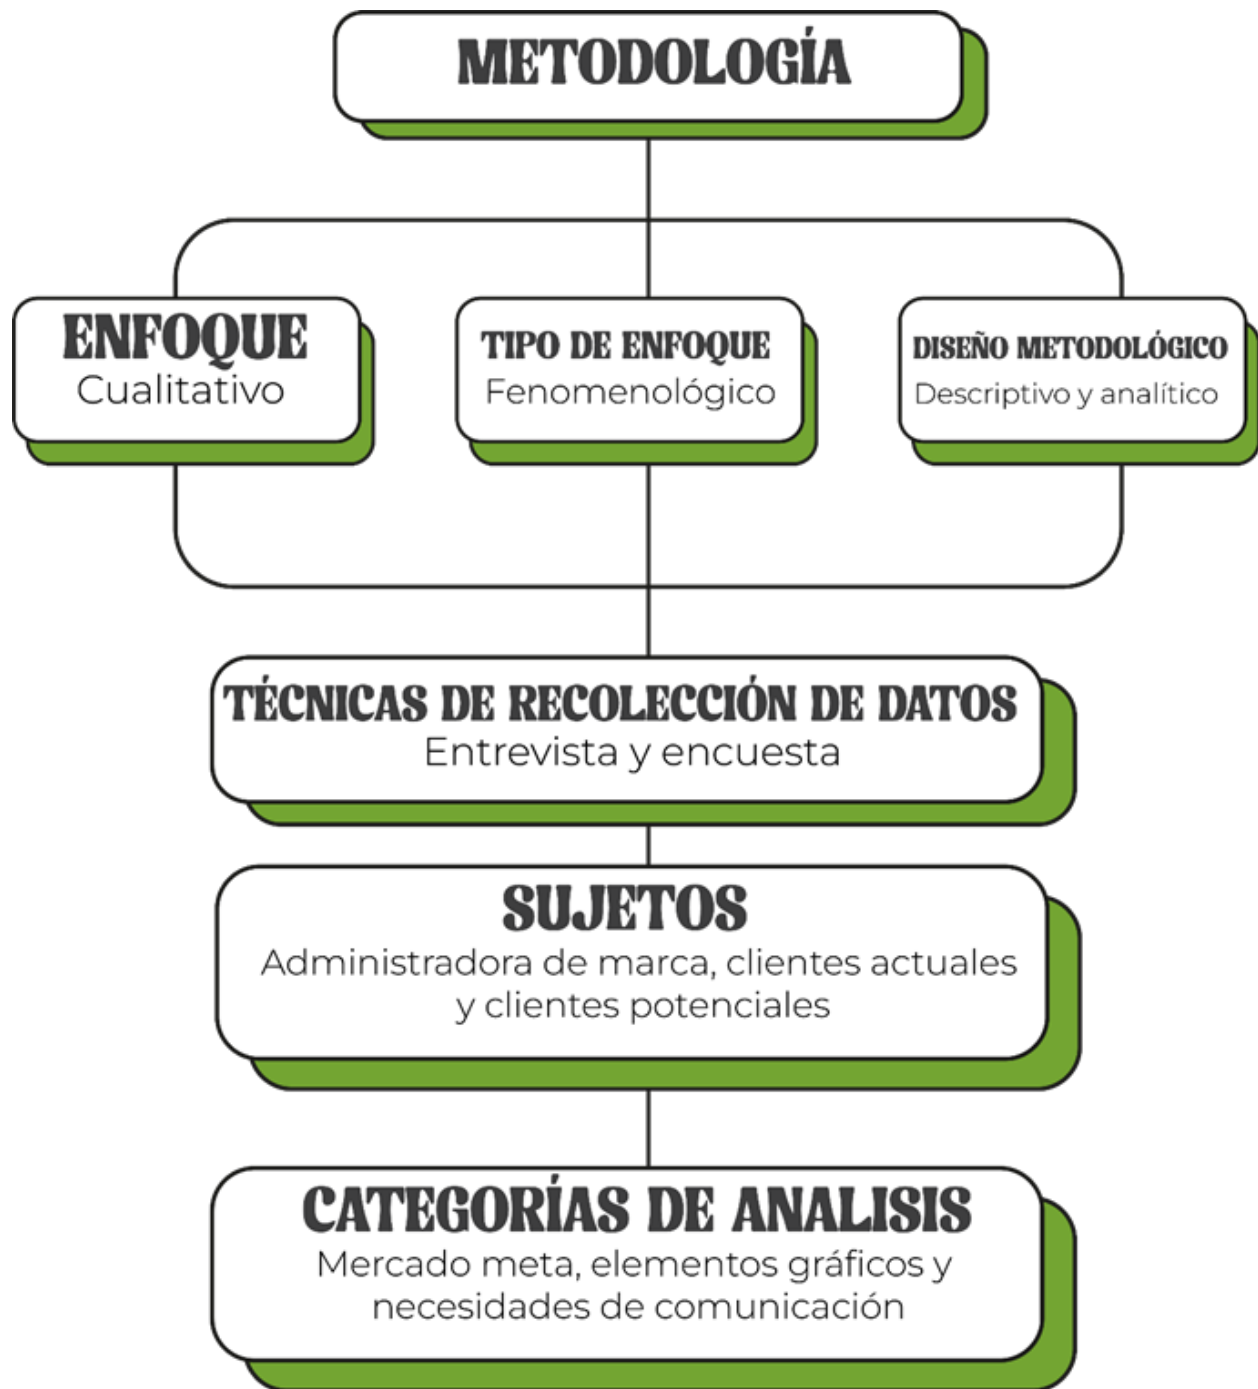 METODOLOGÍA
ENFOQUE
Cualitativo
TIPO DE ENFOQUE
Fenomenológico
DISEÑO METODOLÓGICO
Descriptivo y analítico
TÉCNICAS DE RECOLECCIÓN DE DATOS
Entrevista y encuesta
SUJETOS
Administradora de marca, clientes actuales
y clientes potenciales
CATEGORÍAS DE ANALISIS
Mercado meta, elementos gráficos y
necesidades de comunicación